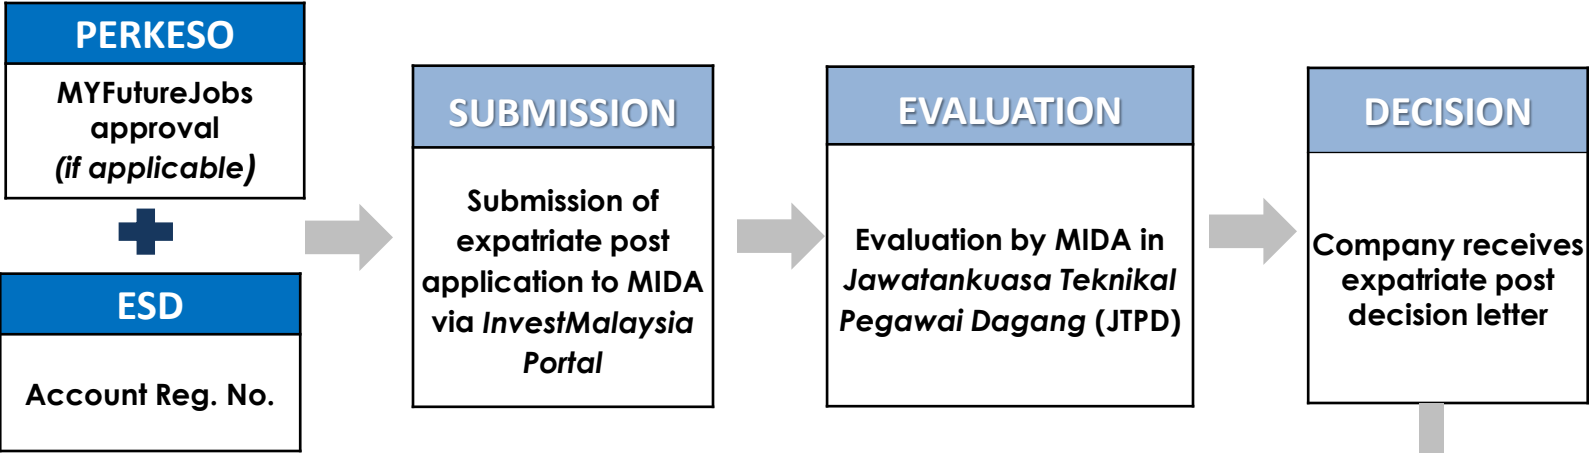 PERKESO
MYFutureJobs
approval
(if applicable)
ESD
Account Reg. No.
SUBMISSION
Submission of
expatriate post
application to MIDA
via InvestMalaysia
Portal
EVALUATION
Evaluation by MIDA in
Jawatankuasa Teknikal
Pegawai Dagang (JTPD)
DECISION
Company receives
expatriate post
decision letter